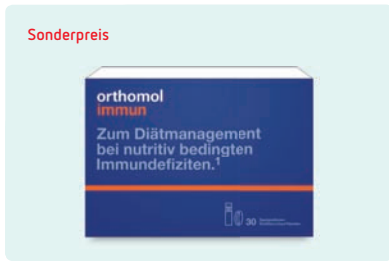 Sonderpreis
orthomol
immun
Zum Diätmanagement
bei nutritiv bedingten
Immundefiziten.¹
30